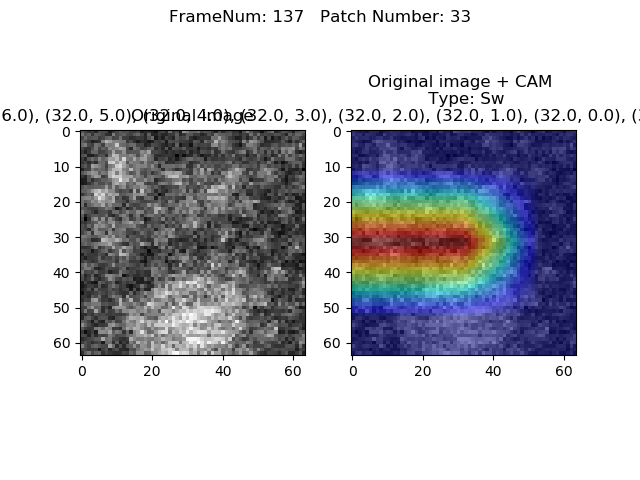 FrameNum: 137   Patch Number: 33
Original image + CAM
Type: Sw
6.0), (32.0, 5.0), (32.0, 4.0), (32.0, 3.0), (32.0, 2.0), (32.0, 1.0), (32.0, 0.0), (3
Original image
0
10
20
30
40
50
60
0 20 40 60
0
10
20
30
40
50
60
0 20 40 60